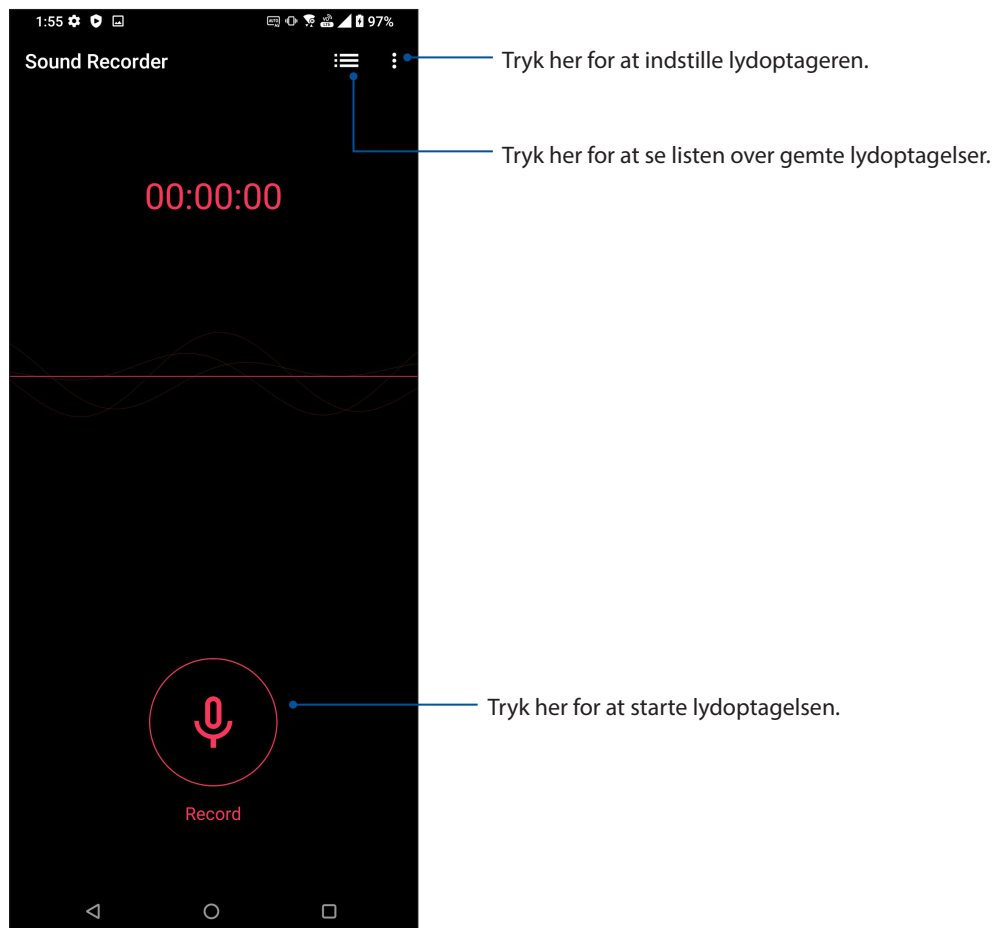 1:55 97%
Sound Recorder
Tryk her for at indstille lydoptageren.
Tryk her for at se listen over gemte lydoptagelser.
00:00:00
Tryk her for at starte lydoptagelsen.
Record